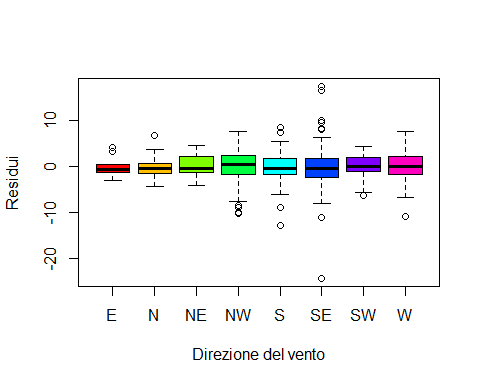 Residui
10
0
-10
-20
E N NE NW S SE SW W
Direzione del vento